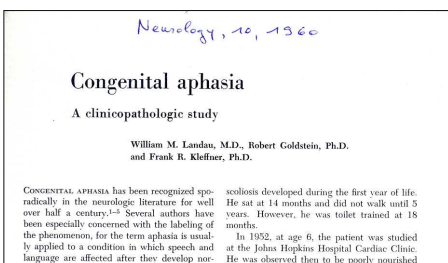 Neurology, 10, 1960
Congenital aphasia
A clinicopathologic study
William M. Landau, M.D., Robert Goldstein, Ph.D.
and Frank R. Kleffner, Ph.D.
CONGENITAL APHASIA has been recognized spo-
radically in the neurologic literature for well
over half a century.1–5 Several authors have
been especially concerned with the labeling of
the phenomenon, for the term aphasia is usual-
ly applied to a condition in which speech and
language are affected after they develop nor-
scoliosis developed during the first year of life.
He sat at 14 months and did not walk until 5
years. However, he was toilet trained at 18
months.
In 1952, at age 6, the patient was studied
at the Johns Hopkins Hospital Cardiac Clinic.
He was observed then to be poorly nourished